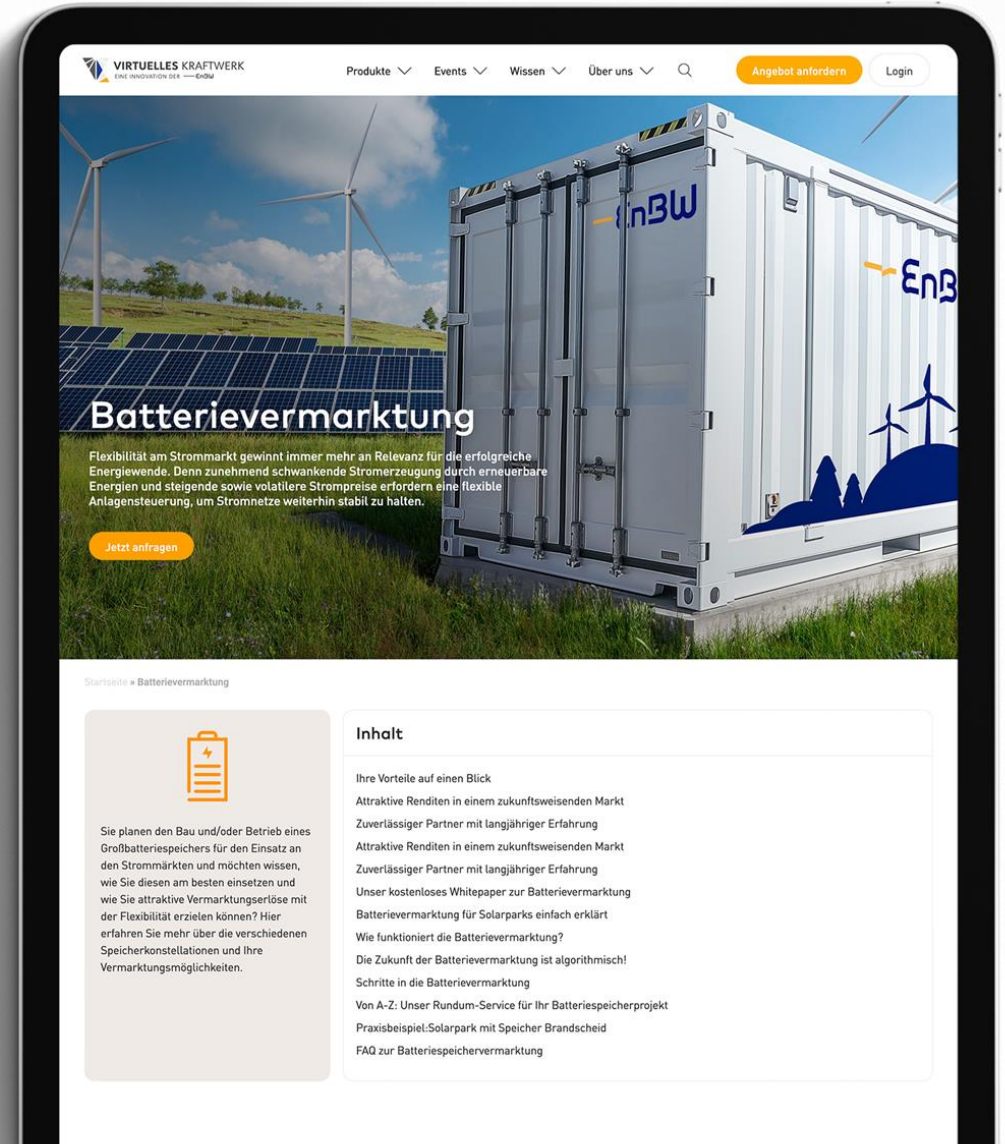 VIRTUELLES KRAFTWERK
EINE INNOVATION DER — EnBW
Produkte
Events
Wissen
Über uns
Angebot anfordern
Login
EnBW
EnB
Batterievermarktung
Flexibilität am Strommarkt gewinnt immer mehr an Relevanz für die erfolgreiche
Energiewende. Denn zunehmend schwankende Stromerzeugung durch erneuerbare
Energien und steigende sowie volatilere Strompreise erfordern eine flexible
Anlagensteuerung, um Stromnetze weiterhin stabil zu halten.
Jetzt anfragen
Startseite » Batterievermarktung
Sie planen den Bau und/oder Betrieb eines
Großbatteriespeichers für den Einsatz an
den Strommärkten und möchten wissen,
wie Sie diesen am besten einsetzen und
wie Sie attraktive Vermarktungserlöse mit
der Flexibilität erzielen können? Hier
erfahren Sie mehr über die verschiedenen
Speicherkonstellationen und Ihre
Vermarktungsmöglichkeiten.
Inhalt
Ihre Vorteile auf einen Blick
Attraktive Renditen in einem zukunftsweisenden Markt
Zuverlässiger Partner mit langjähriger Erfahrung
Attraktive Renditen in einem zukunftsweisenden Markt
Zuverlässiger Partner mit langjähriger Erfahrung
Unser kostenloses Whitepaper zur Batterievermarktung
Batterievermarktung für Solarparks einfach erklärt
Wie funktioniert die Batterievermarktung?
Die Zukunft der Batterievermarktung ist algorithmisch!
Schritte in die Batterievermarktung
Von A-Z: Unser Rundum-Service für Ihr Batteriespeicherprojekt
Praxisbeispiel:Solarpark mit Speicher Brandscheid
FAQ zur Batteriespeichervermarktung